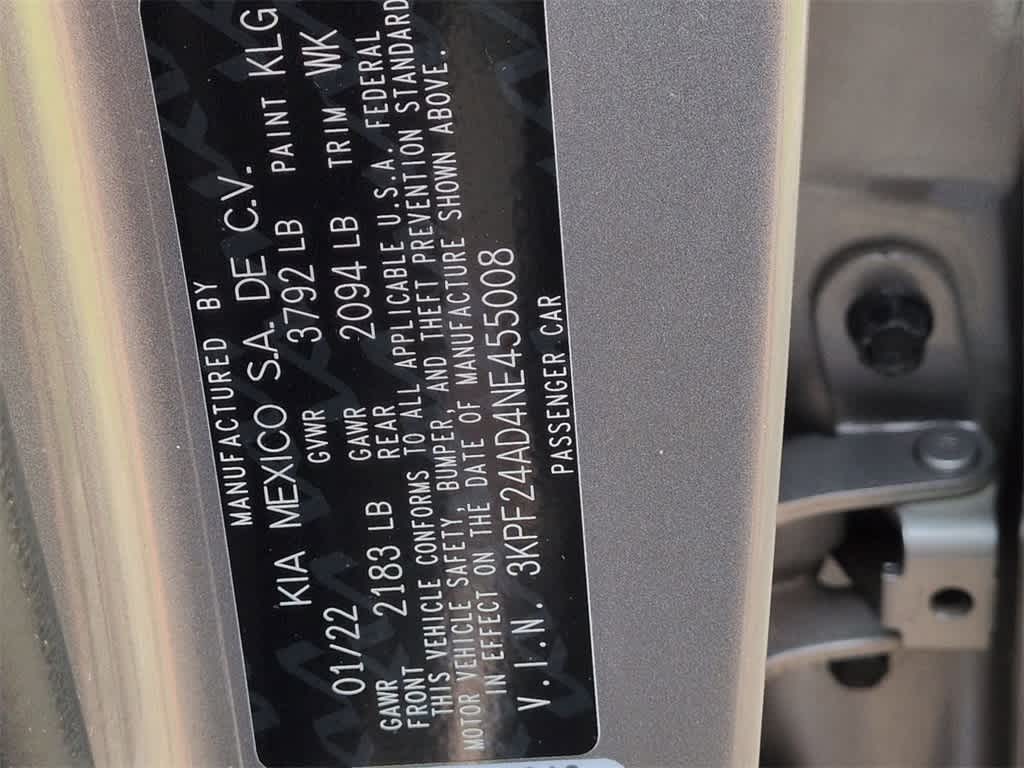 MANUFACTURED BY
KIA MEXICO S.A. DE C.V.
01/22 GVWR 3792 LB PAINT KLG
GAWR FRONT 2183 LB GAWR REAR 2094 LB TRIM WK
THIS VEHICLE CONFORMS TO ALL APPLICABLE U.S.A. FEDERAL
MOTOR VEHICLE SAFETY, BUMPER, AND THEFT PREVENTION STANDARD
IN EFFECT ON THE DATE OF MANUFACTURE SHOWN ABOVE.
V.I.N. 3KPF24AD4NE455008
PASSENGER CAR